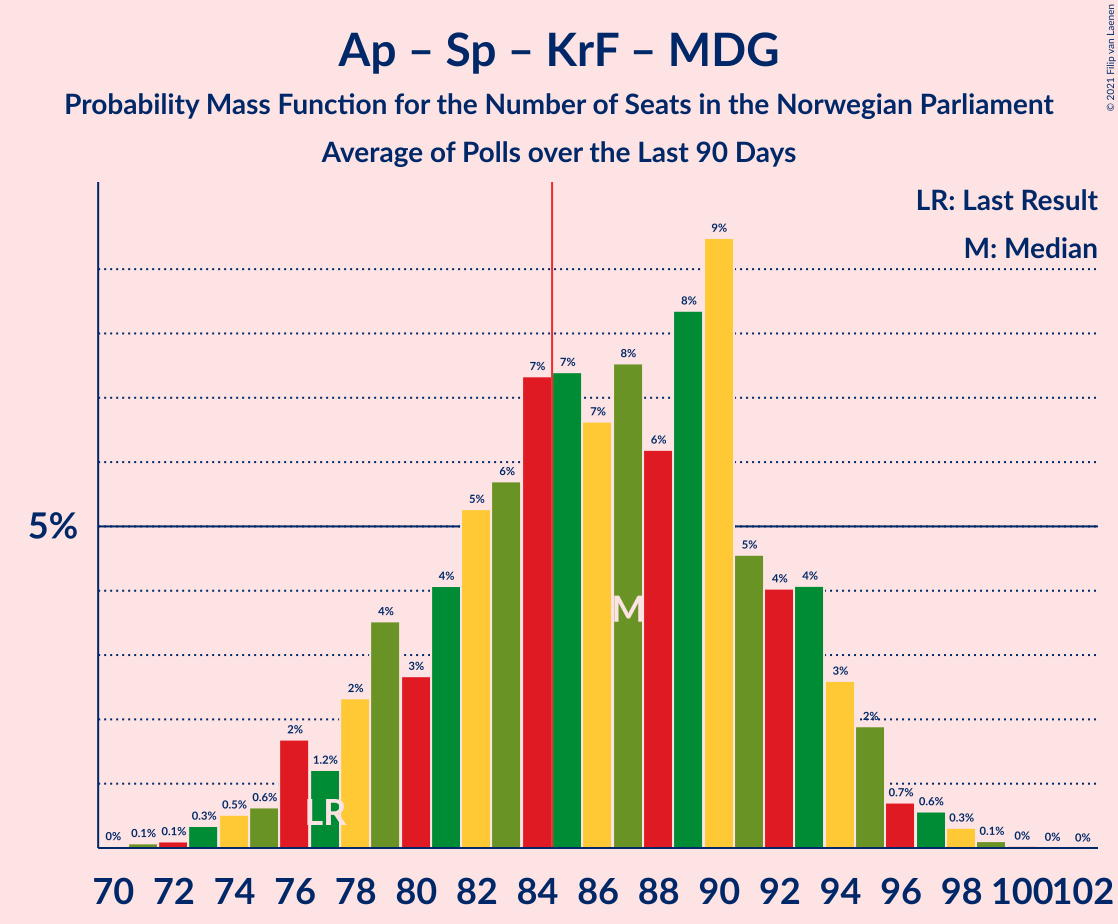 Ap – Sp – KrF – MDG
Probability Mass Function for the Number of Seats in the Norwegian Parliament
Average of Polls over the Last 90 Days
© 2021 Filip van Laenen
LR: Last Result
M: Median
5%
0% 0.1% 0.1% 0.3% 0.5% 0.6% 2% 1.2% 2% 4% 3% 4% 5% 6% 7% 7% 7% 8% 6% 8% 9% 5% 4% 4% 3% 2% 0.7% 0.6% 0.3% 0.1% 0% 0% 0%
LR
M
70 72 74 76 78 80 82 84 86 88 90 92 94 96 98 100 102